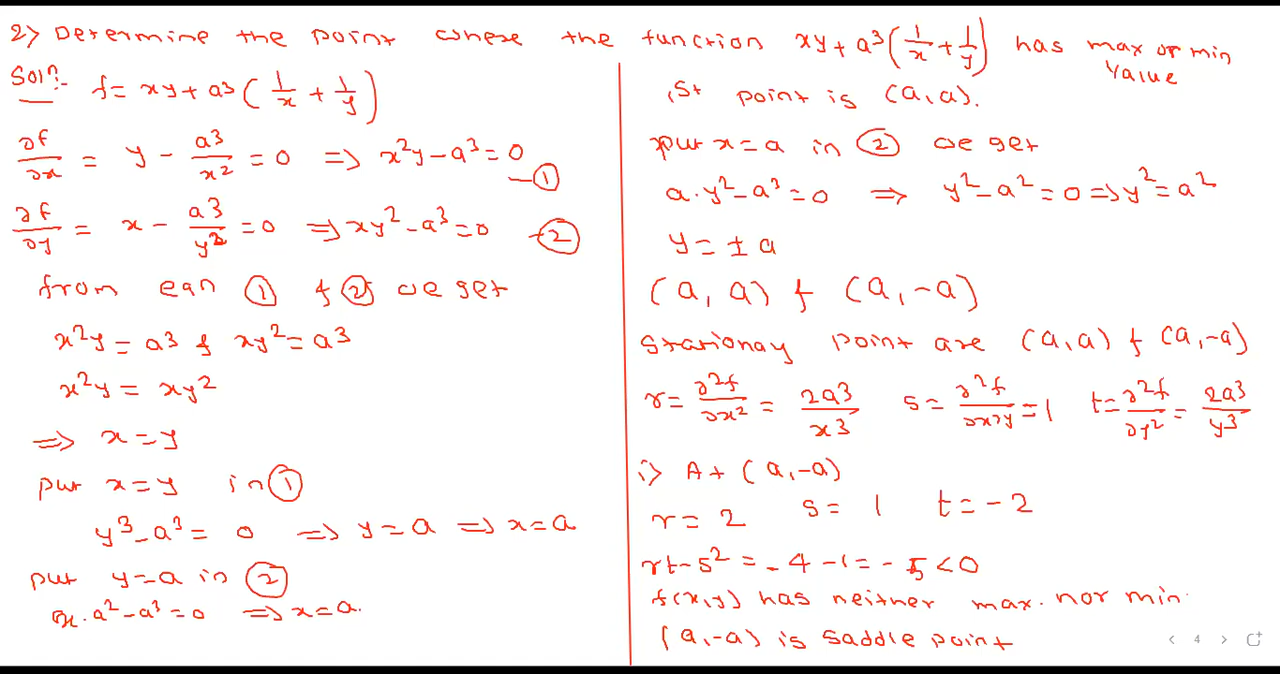 2) Determine the point where the function xy + a³(1/x + 1/y) has max or min value
Solⁿ:- f = xy + a³(1/x + 1/y)
∂f/∂x = y - a³/x² = 0 => x²y - a³ = 0 —①
∂f/∂y = x - a³/y² = 0 => xy² - a³ = 0 —②
from eqn ① & ② we get
x²y = a³ & xy² = a³
x²y = xy²
=> x = y
put x = y in ①
y³ - a³ = 0 => y = a => x = a
put y = a in ②
x.a² - a³ = 0 => x = a.
St point is (a,a).
put x = a in ② we get
a.y² - a³ = 0 => y² - a² = 0 => y² = a²
y = ± a
(a, a) & (a, -a)
Stationay point are (a,a) & (a,-a)
r = ∂²f/∂x² = 2a³/x³ s = ∂²f/∂x∂y = 1 t = ∂²f/∂y² = 2a³/y³
i) At (a,-a)
r = 2 s = 1 t = -2
rt - s² = -4 -1 = -5 < 0
f(x,y) has neither max. nor min.
(a,-a) is saddle point
< 4 >